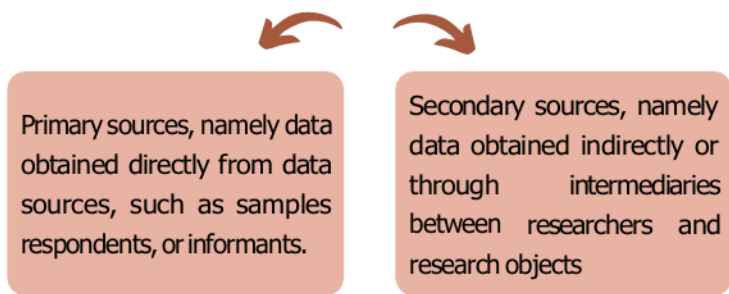 Primary sources, namely data
obtained directly from data
sources, such as samples
respondents, or informants.
Secondary sources, namely
data obtained indirectly or
through intermediaries
between researchers and
research objects